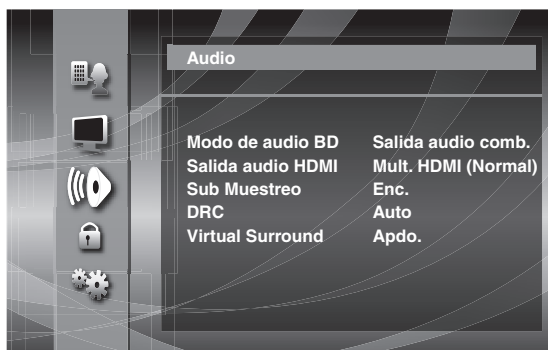 Audio
Modo de audio BD Salida audio comb.
Salida audio HDMI Mult. HDMI (Normal)
Sub Muestreo Enc.
DRC Auto
Virtual Surround Apdo.